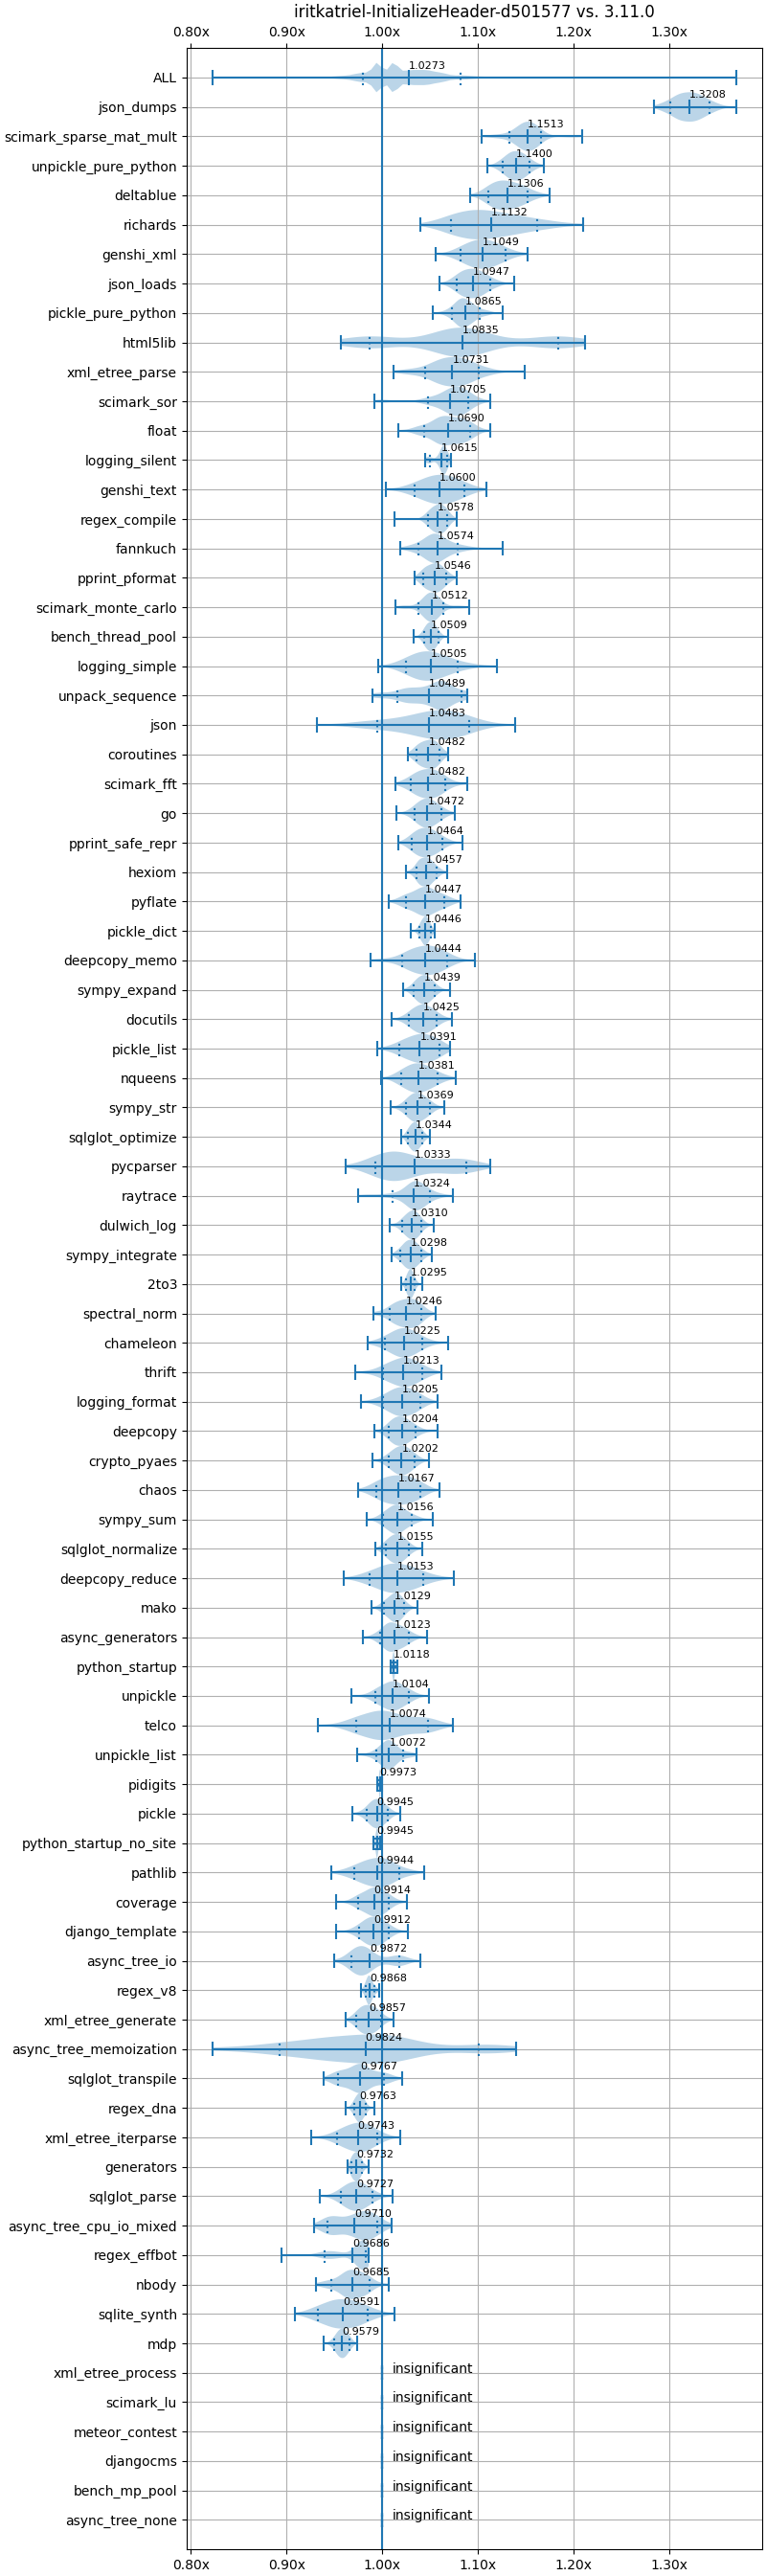 iritkatriel-InitializeHeader-d501577 vs. 3.11.0
0.80x 0.90x 1.00x 1.10x 1.20x 1.30x
ALL 1.0273
json_dumps 1.3208
scimark_sparse_mat_mult 1.1513
unpickle_pure_python 1.1400
deltablue 1.1306
richards 1.1132
genshi_xml 1.1049
json_loads 1.0947
pickle_pure_python 1.0865
html5lib 1.0835
xml_etree_parse 1.0731
scimark_sor 1.0705
float 1.0690
logging_silent 1.0615
genshi_text 1.0600
regex_compile 1.0578
fannkuch 1.0574
pprint_pformat 1.0546
scimark_monte_carlo 1.0512
bench_thread_pool 1.0509
logging_simple 1.0505
unpack_sequence 1.0489
json 1.0483
coroutines 1.0482
scimark_fft 1.0482
go 1.0472
pprint_safe_repr 1.0464
hexiom 1.0457
pyflate 1.0447
pickle_dict 1.0446
deepcopy_memo 1.0444
sympy_expand 1.0439
docutils 1.0425
pickle_list 1.0391
nqueens 1.0381
sympy_str 1.0369
sqlglot_optimize 1.0344
pycparser 1.0333
raytrace 1.0324
dulwich_log 1.0310
sympy_integrate 1.0298
2to3 1.0295
spectral_norm 1.0246
chameleon 1.0225
thrift 1.0213
logging_format 1.0205
deepcopy 1.0204
crypto_pyaes 1.0202
chaos 1.0167
sympy_sum 1.0156
sqlglot_normalize 1.0155
deepcopy_reduce 1.0153
mako 1.0129
async_generators 1.0123
python_startup 1.0118
unpickle 1.0104
telco 1.0074
unpickle_list 1.0072
pidigits 0.9973
pickle 0.9945
python_startup_no_site 0.9945
pathlib 0.9944
coverage 0.9914
django_template 0.9912
async_tree_io 0.9872
regex_v8 0.9868
xml_etree_generate 0.9857
async_tree_memoization 0.9824
sqlglot_transpile 0.9767
regex_dna 0.9763
xml_etree_iterparse 0.9743
generators 0.9732
sqlglot_parse 0.9727
async_tree_cpu_io_mixed 0.9710
regex_effbot 0.9686
nbody 0.9685
sqlite_synth 0.9591
mdp 0.9579
xml_etree_process insignificant
scimark_lu insignificant
meteor_contest insignificant
djangocms insignificant
bench_mp_pool insignificant
async_tree_none insignificant
0.80x 0.90x 1.00x 1.10x 1.20x 1.30x